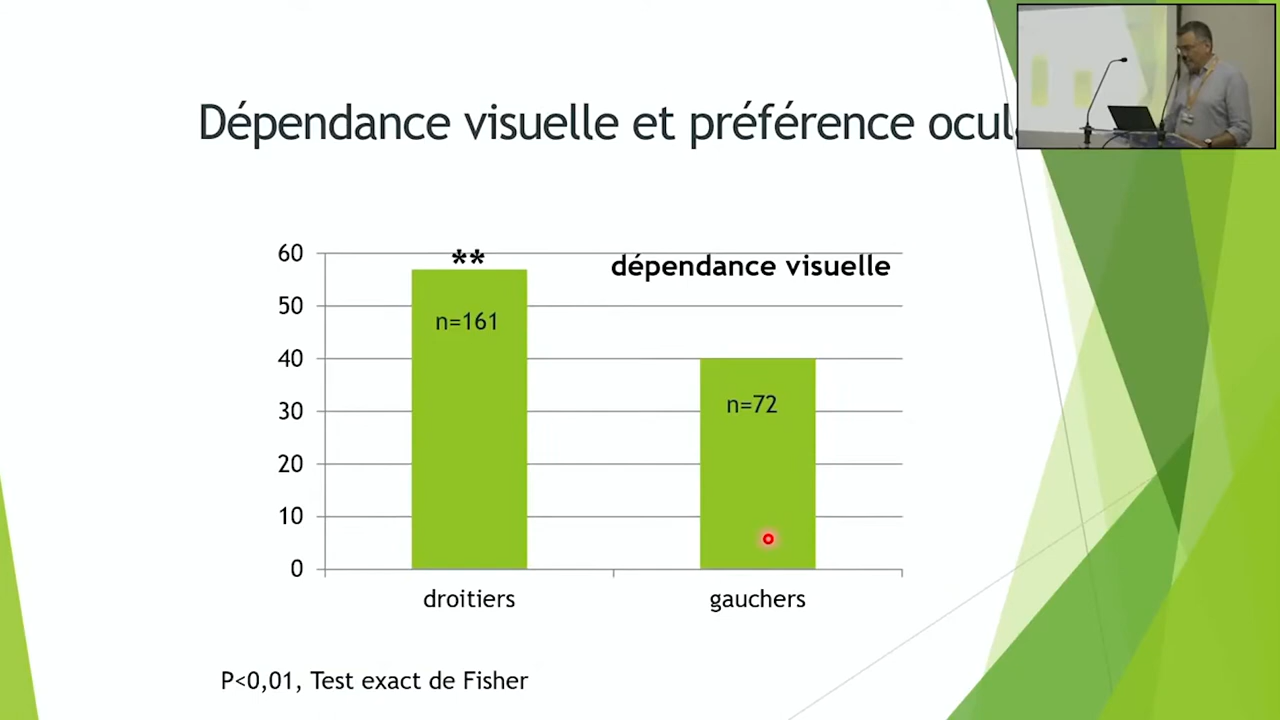 Dépendance visuelle et préférence ocul
60
**
dépendance visuelle
50
n=161
40
n=72
30
20
10
0
droitiers
gauchers
P<0,01, Test exact de Fisher